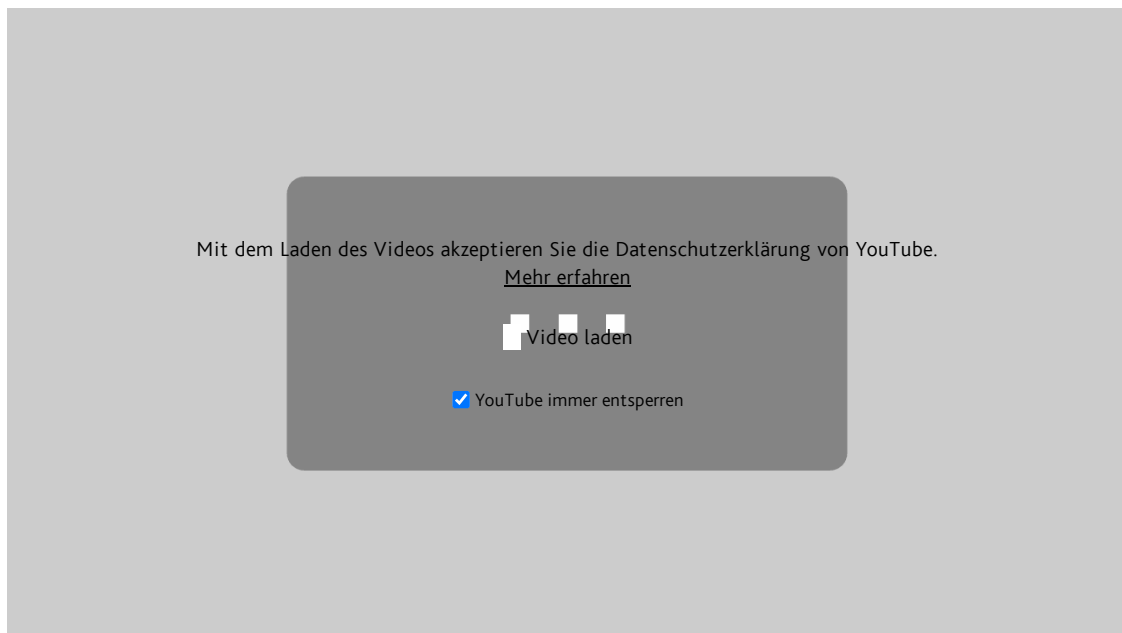 Mit dem Laden des Videos akzeptieren Sie die Datenschutzerklärung von YouTube.
Mehr erfahren
Video laden
YouTube immer entsperren